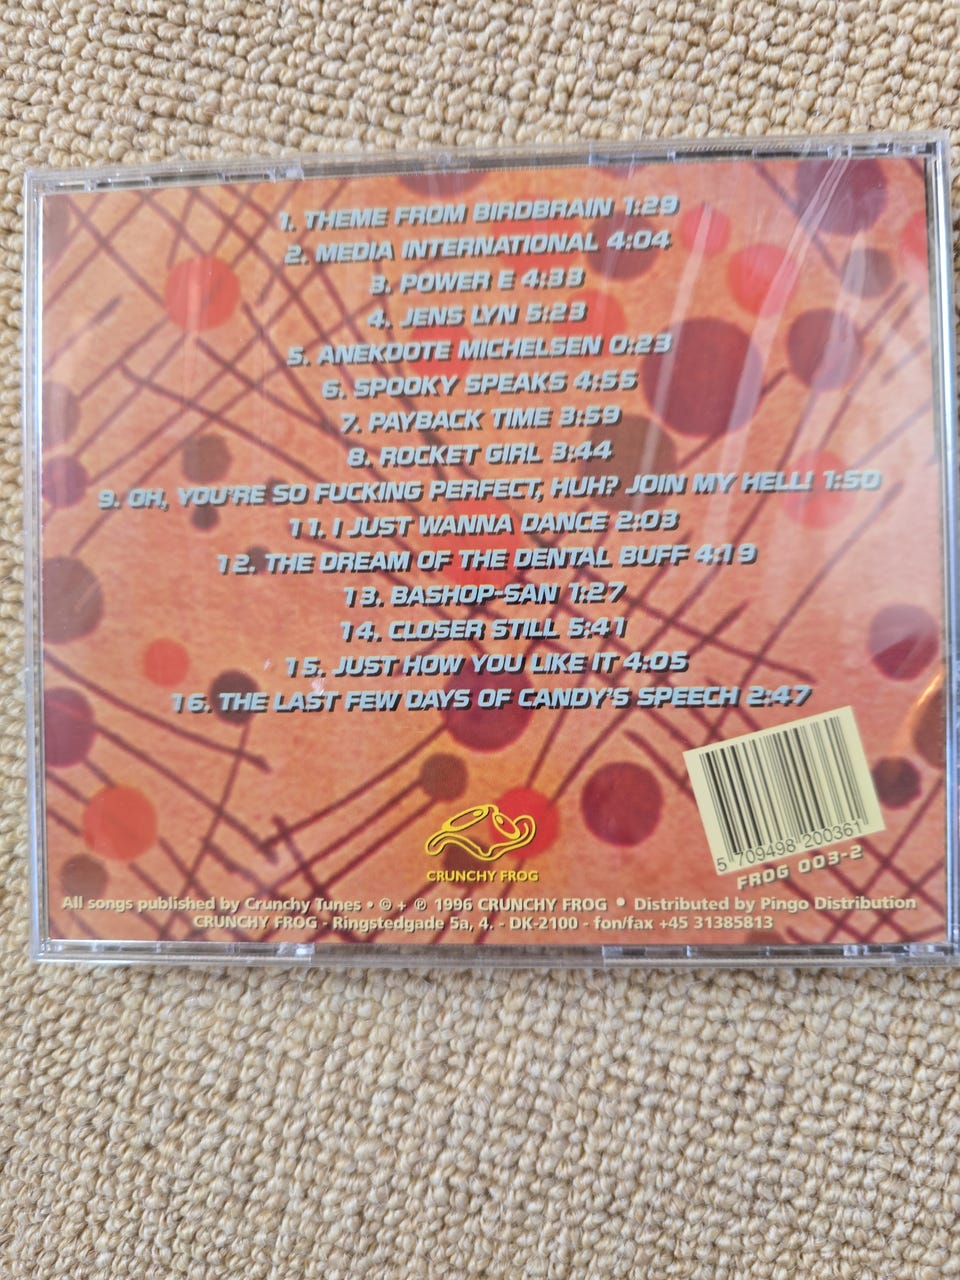 1. THEME FROM BIRDBRAIN 1:29
2. MEDIA INTERNATIONAL 4:04
3. POWER E 4:33
4. JENS LYN 5:23
5. ANEKDOTE MICHELSEN 0:23
6. SPOOKY SPEAKS 4:55
7. PAYBACK TIME 3:59
8. ROCKET GIRL 3:44
9. OH, YOU'RE SO FUCKING PERFECT, HUH? JOIN MY HELL! 1:50
11. I JUST WANNA DANCE 2:03
12. THE DREAM OF THE DENTAL BUFF 4:19
13. BASHOP-SAN 1:27
14. CLOSER STILL 5:41
15. JUST HOW YOU LIKE IT 4:05
16. THE LAST FEW DAYS OF CANDY'S SPEECH 2:47
5 709498 200361
FROG 003-2
CRUNCHY FROG
All songs published by Crunchy Tunes • © + ℗ 1996 CRUNCHY FROG • Distributed by Pingo Distribution
CRUNCHY FROG - Ringstedgade 5a, 4. - DK-2100 - fon/fax +45 31385813